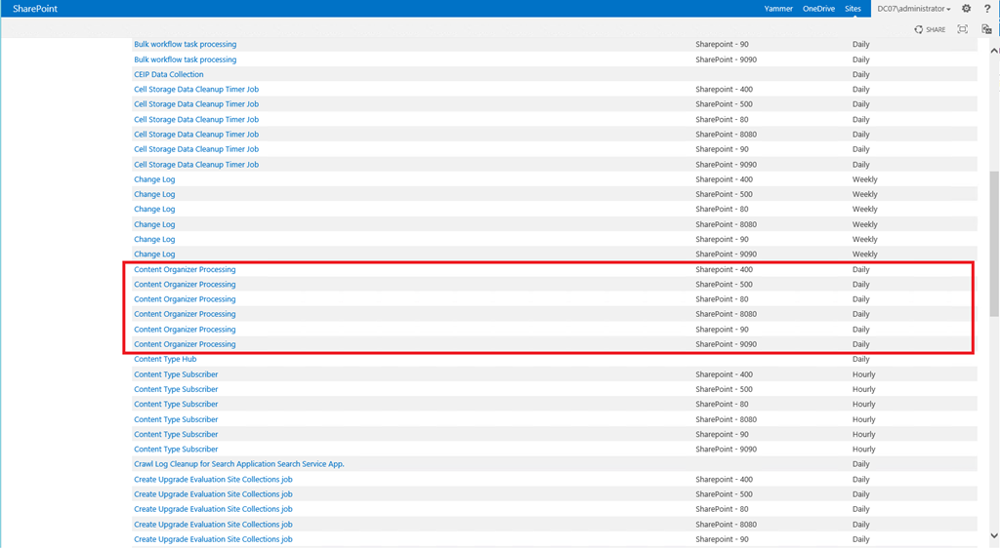 SharePoint Yammer OneDrive Sites DC07\administrator ?
SHARE
Bulk workflow task processing Sharepoint - 90 Daily
Bulk workflow task processing SharePoint - 9090 Daily
CEIP Data Collection Daily
Cell Storage Data Cleanup Timer Job SharePoint - 400 Daily
Cell Storage Data Cleanup Timer Job SharePoint - 500 Daily
Cell Storage Data Cleanup Timer Job SharePoint - 80 Daily
Cell Storage Data Cleanup Timer Job SharePoint - 8080 Daily
Cell Storage Data Cleanup Timer Job Sharepoint - 90 Daily
Cell Storage Data Cleanup Timer Job SharePoint - 9090 Daily
Change Log Sharepoint - 400 Weekly
Change Log SharePoint - 500 Weekly
Change Log SharePoint - 80 Weekly
Change Log SharePoint - 8080 Weekly
Change Log Sharepoint - 90 Weekly
Change Log SharePoint - 9090 Weekly
Content Organizer Processing Sharepoint - 400 Daily
Content Organizer Processing SharePoint - 500 Daily
Content Organizer Processing SharePoint - 80 Daily
Content Organizer Processing SharePoint - 8080 Daily
Content Organizer Processing Sharepoint - 90 Daily
Content Organizer Processing SharePoint - 9090 Daily
Content Type Hub Daily
Content Type Subscriber Sharepoint - 400 Hourly
Content Type Subscriber SharePoint - 500 Hourly
Content Type Subscriber SharePoint - 80 Hourly
Content Type Subscriber SharePoint - 8080 Hourly
Content Type Subscriber Sharepoint - 90 Hourly
Content Type Subscriber SharePoint - 9090 Hourly
Crawl Log Cleanup for Search Application Search Service App. Daily
Create Upgrade Evaluation Site Collections job Sharepoint - 400 Daily
Create Upgrade Evaluation Site Collections job SharePoint - 500 Daily
Create Upgrade Evaluation Site Collections job SharePoint - 80 Daily
Create Upgrade Evaluation Site Collections job SharePoint - 8080 Daily
Create Upgrade Evaluation Site Collections job Sharepoint - 90 Daily